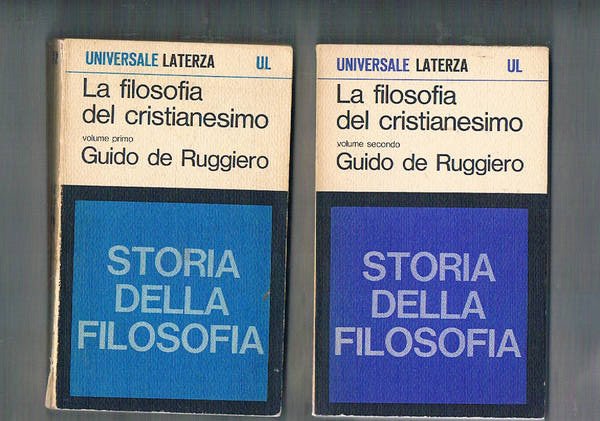 UNIVERSALE LATERZA UL
La filosofia
del cristianesimo
volume primo
Guido de Ruggiero
STORIA
DELLA
FILOSOFIA
UNIVERSALE LATERZA UL
La filosofia
del cristianesimo
volume secondo
Guido de Ruggiero
STORIA
DELLA
FILOSOFIA